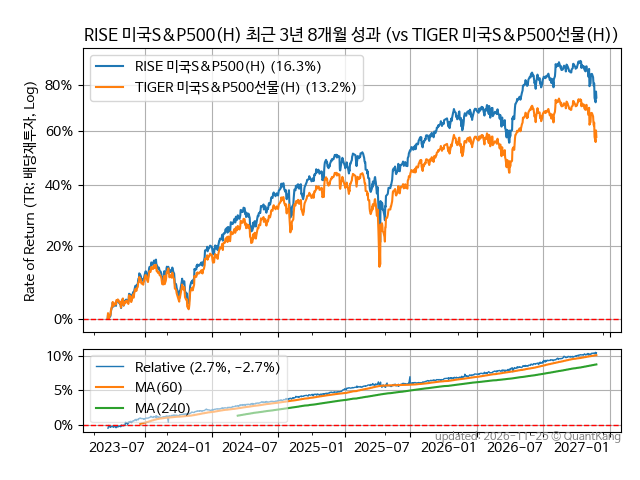 RISE 미국S&P500(H) 최근 3년 8개월 성과 (vs TIGER 미국S&P500선물(H))
RISE 미국S&P500(H) (16.3%)
TIGER 미국S&P500선물(H) (13.2%)
Rate of Return (TR: 배당재투자, Log)
80%
60%
40%
20%
0%
Relative (2.7%, -2.7%)
MA(60)
MA(240)
10%
5%
0%
updated: 2026-11-25 © QuantKang
2023-07 2024-01 2024-07 2025-01 2025-07 2026-01 2026-07 2027-01